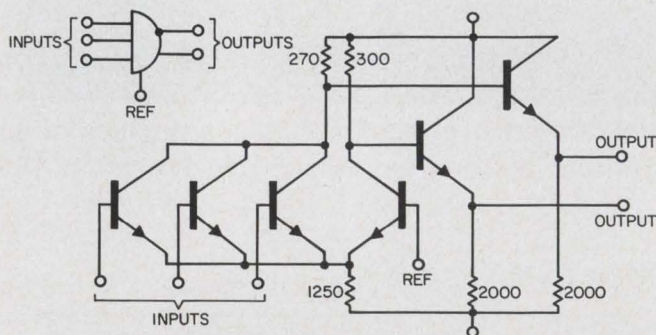 INPUTS
OUTPUTS
REF
270
300
OUTPUT
OUTPUT
REF
1250
2000
2000
INPUTS